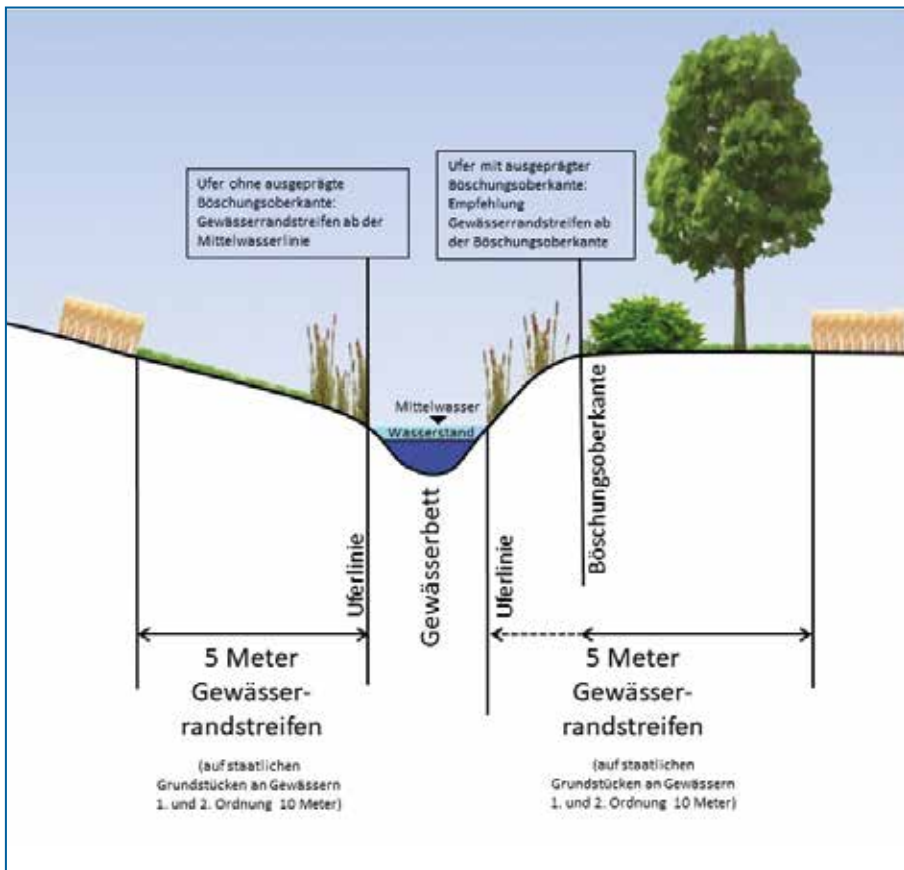 Ufer ohne ausgeprägte
Böschungsoberkante:
Gewässerrandstreifen ab der
Mittelwasserlinie
Ufer mit ausgeprägter
Böschungsoberkante:
Empfehlung
Gewässerrandstreifen ab
der Böschungsoberkante
Mittelwasser
Wasserstand
Uferlinie
Gewässerbett
Uferlinie
Böschungsoberkante
5 Meter
Gewässer-
randstreifen
(auf staatlichen
Grundstücken an Gewässern
1. und 2. Ordnung 10 Meter)
5 Meter
Gewässer-
randstreifen
(auf staatlichen
Grundstücken an Gewässern
1. und 2. Ordnung 10 Meter)